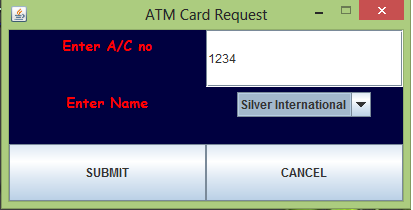 ATM Card Request
Enter A/C no
1234
Enter Name
Silver International
SUBMIT
CANCEL